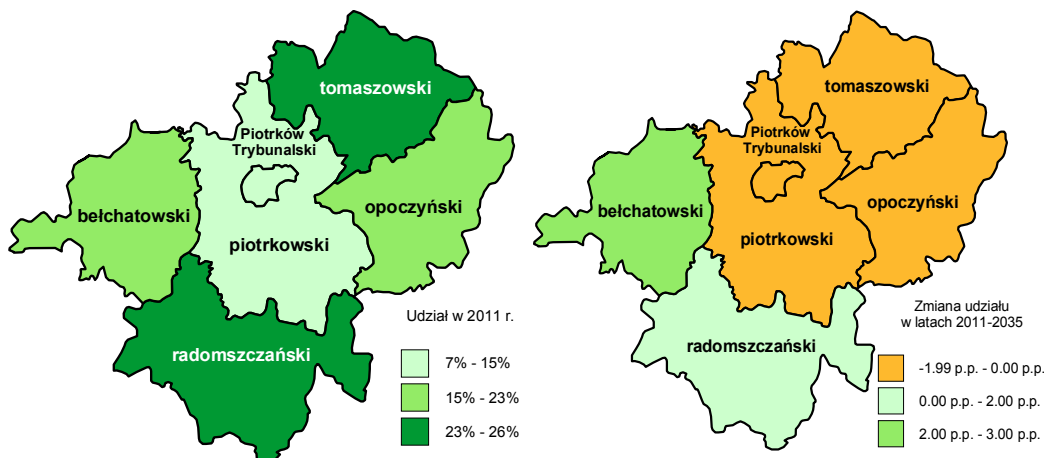 tomaszowski
Piotrków
Trybunalski
bełchatowski
opoczyński
piotrkowski
radomszczański
Udział w 2011 r.
7% - 15%
15% - 23%
23% - 26%
tomaszowski
Piotrków
Trybunalski
bełchatowski
opoczyński
piotrkowski
radomszczański
Zmiana udziału
w latach 2011-2035
-1.99 p.p. - 0.00 p.p.
0.00 p.p. - 2.00 p.p.
2.00 p.p. - 3.00 p.p.